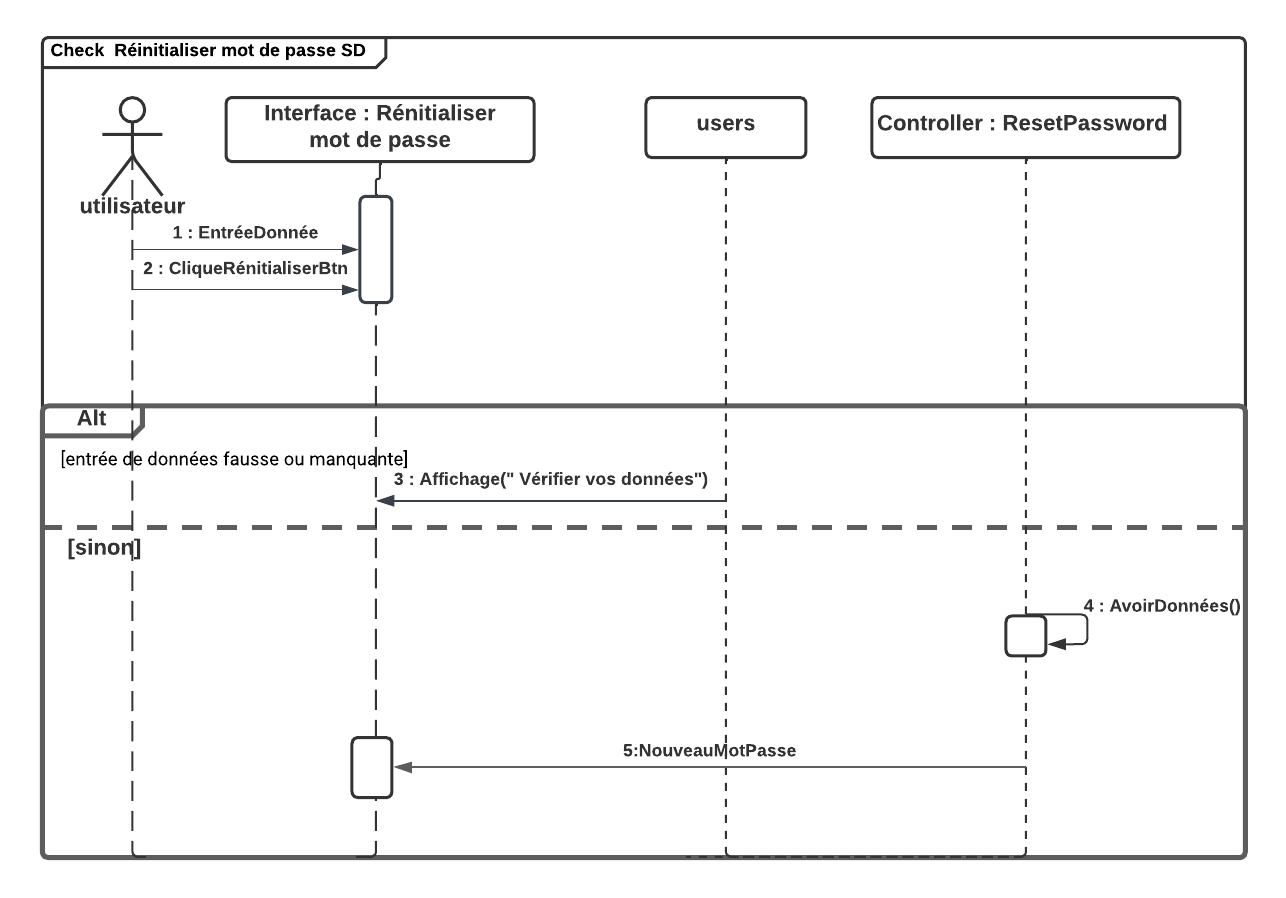 Check  Réinitialiser mot de passe SD
Interface : Rénitialiser
mot de passe
users
Controller : ResetPassword
utilisateur
1 : EntréeDonnée
2 : CliqueRénitialiserBtn
Alt
[entrée de données fausse ou manquante]
3 : Affichage(" Vérifier vos données")
[sinon]
4 : AvoirDonnées()
5:NouveauMotPasse